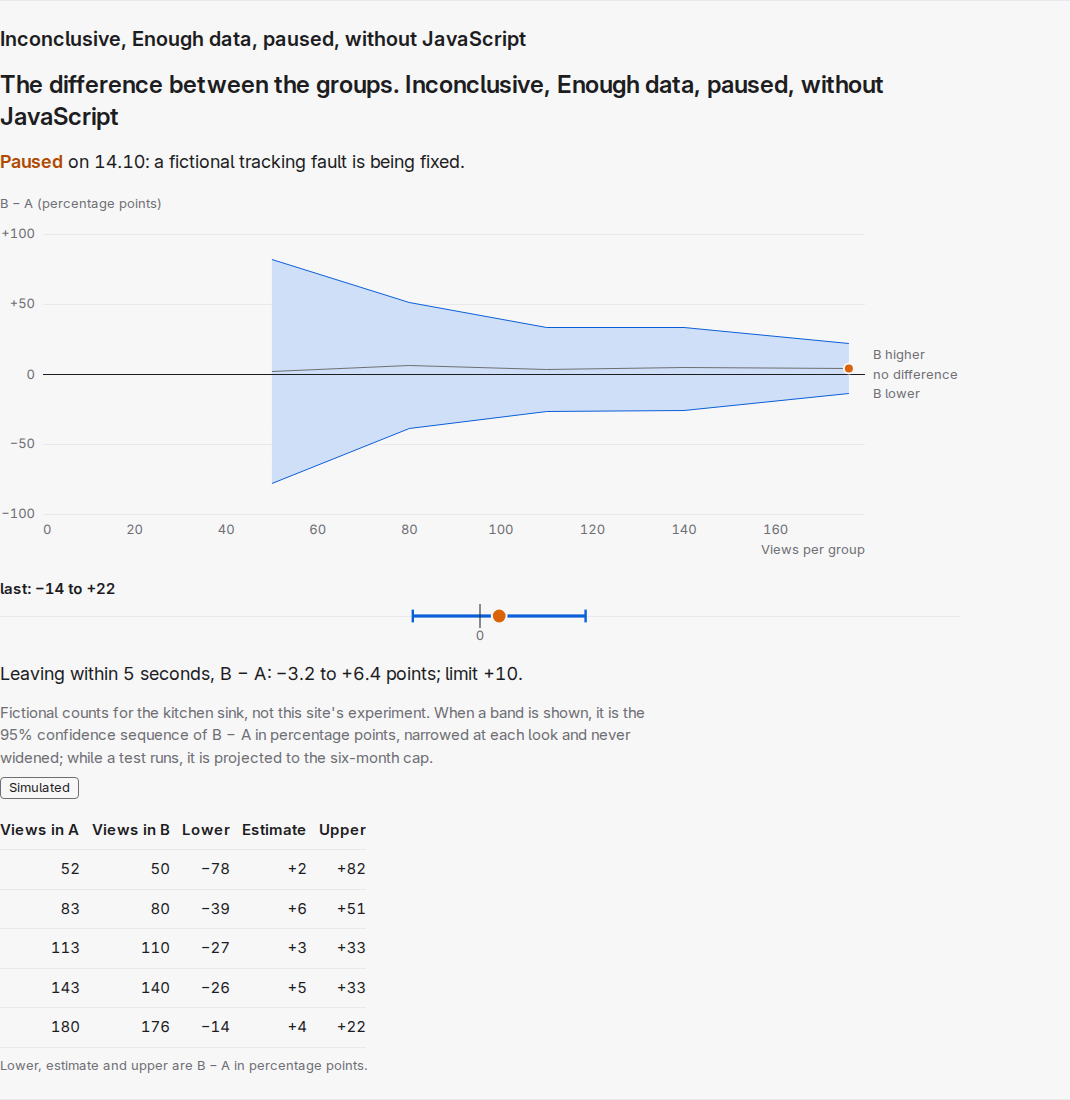 Inconclusive, Enough data, paused, without JavaScript
The difference between the groups. Inconclusive, Enough data, paused, without
JavaScript
Paused on 14.10: a fictional tracking fault is being fixed.
B − A (percentage points)
+100
+50
0
−50
−100
B higher
no difference
B lower
0 20 40 60 80 100 120 140 160
Views per group
last: −14 to +22
0
Leaving within 5 seconds, B − A: −3.2 to +6.4 points; limit +10.
Fictional counts for the kitchen sink, not this site's experiment. When a band is shown, it is the
95% confidence sequence of B − A in percentage points, narrowed at each look and never
widened; while a test runs, it is projected to the six-month cap.
Simulated
Views in A Views in B Lower Estimate Upper
52 50 −78 +2 +82
83 80 −39 +6 +51
113 110 −27 +3 +33
143 140 −26 +5 +33
180 176 −14 +4 +22
Lower, estimate and upper are B − A in percentage points.